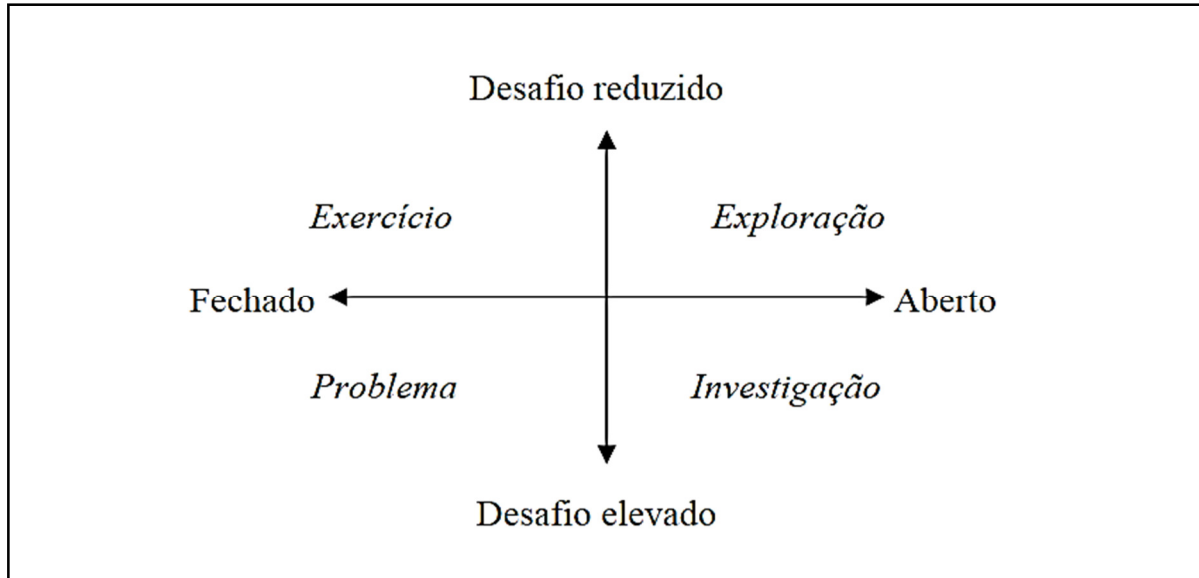 Desafio reduzido
Exercício Exploração
Fechado Aberto
Problema Investigação
Desafio elevado